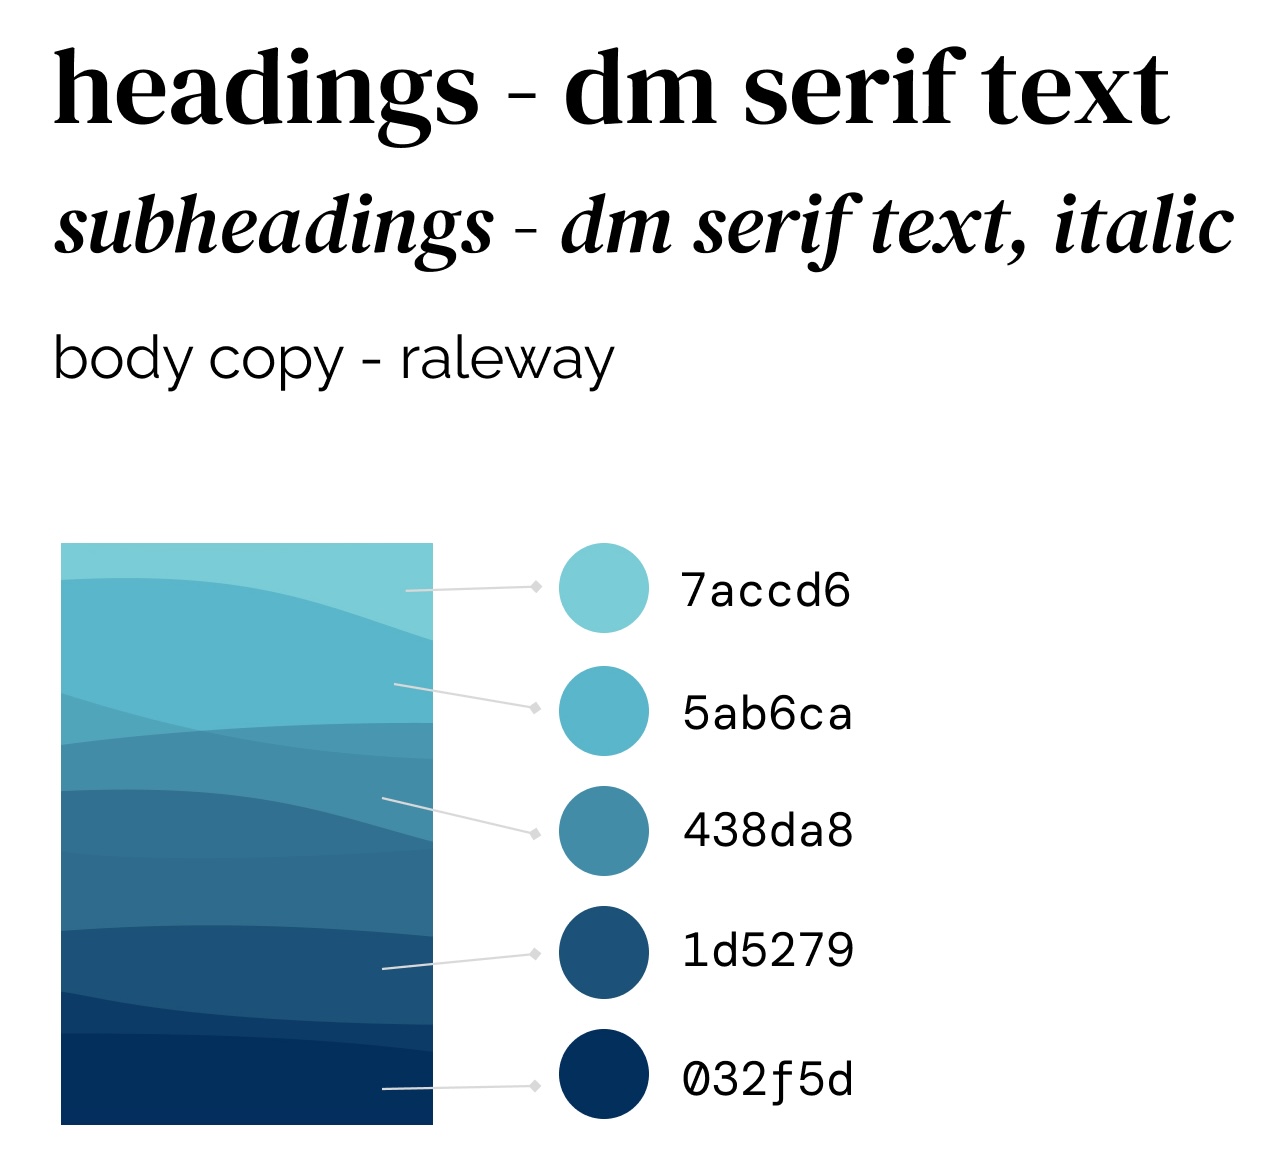 headings - dm serif text
subheadings - dm serif text, italic
body copy - raleway
7accd6
5ab6ca
438da8
1d5279
032f5d